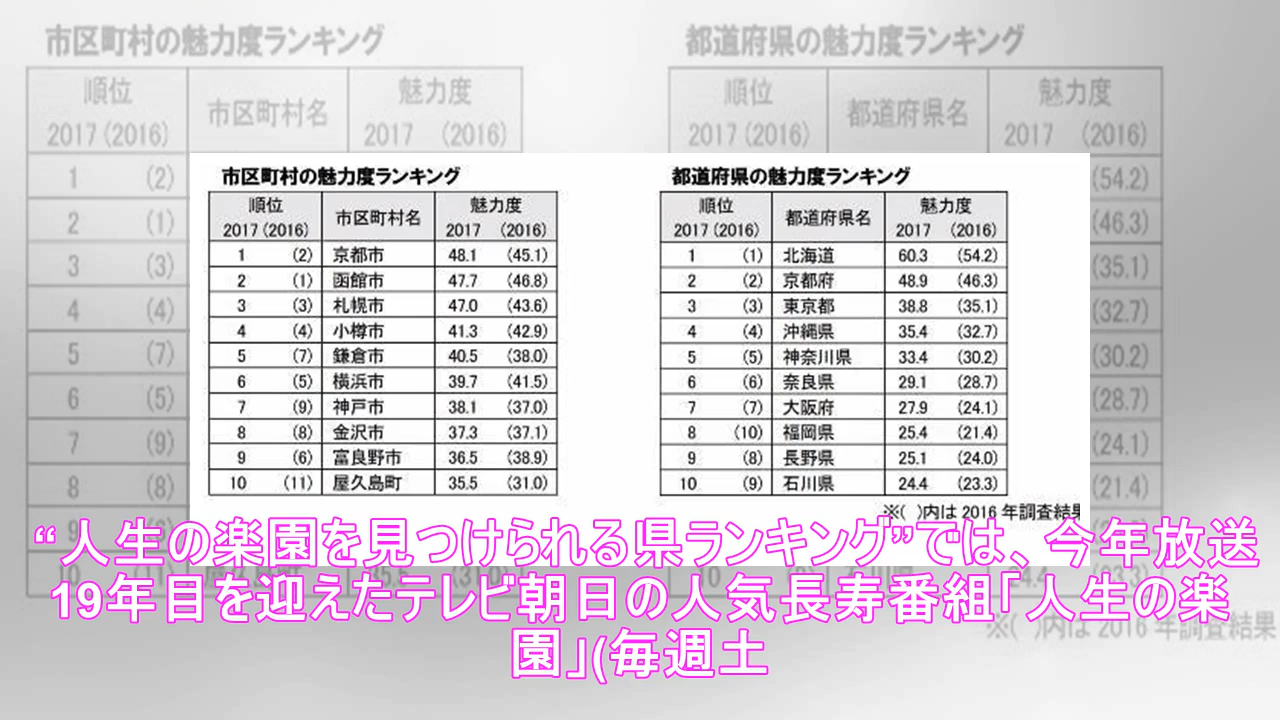 市区町村の魅力度ランキング
順位 市区町村名 魅力度
2017 (2016) 2017 (2016)
1 (2) 京都市 48.1 (45.1)
2 (1) 函館市 47.7 (46.8)
3 (3) 札幌市 47.0 (43.6)
4 (4) 小樽市 41.3 (42.9)
5 (7) 鎌倉市 40.5 (38.0)
6 (5) 横浜市 39.7 (41.5)
7 (9) 神戸市 38.1 (37.0)
8 (8) 金沢市 37.3 (37.1)
9 (6) 富良野市 36.5 (38.9)
10 (11) 屋久島町 35.5 (31.0)
都道府県の魅力度ランキング
順位 都道府県名 魅力度
2017 (2016) 2017 (2016)
1 (1) 北海道 60.3 (54.2)
2 (2) 京都府 48.9 (46.3)
3 (3) 東京都 38.8 (35.1)
4 (4) 沖縄県 35.4 (32.7)
5 (5) 神奈川県 33.4 (30.2)
6 (6) 奈良県 29.1 (28.7)
7 (7) 大阪府 27.9 (24.1)
8 (10) 福岡県 25.4 (21.4)
9 (8) 長野県 25.1 (24.0)
10 (9) 石川県 24.4 (23.3)
※( )内は 2016 年調査結果
“人生の楽園を見つけられる県ランキング”では、今年放送
19年目を迎えたテレビ朝日の人気長寿番組「人生の楽
園」(毎週土